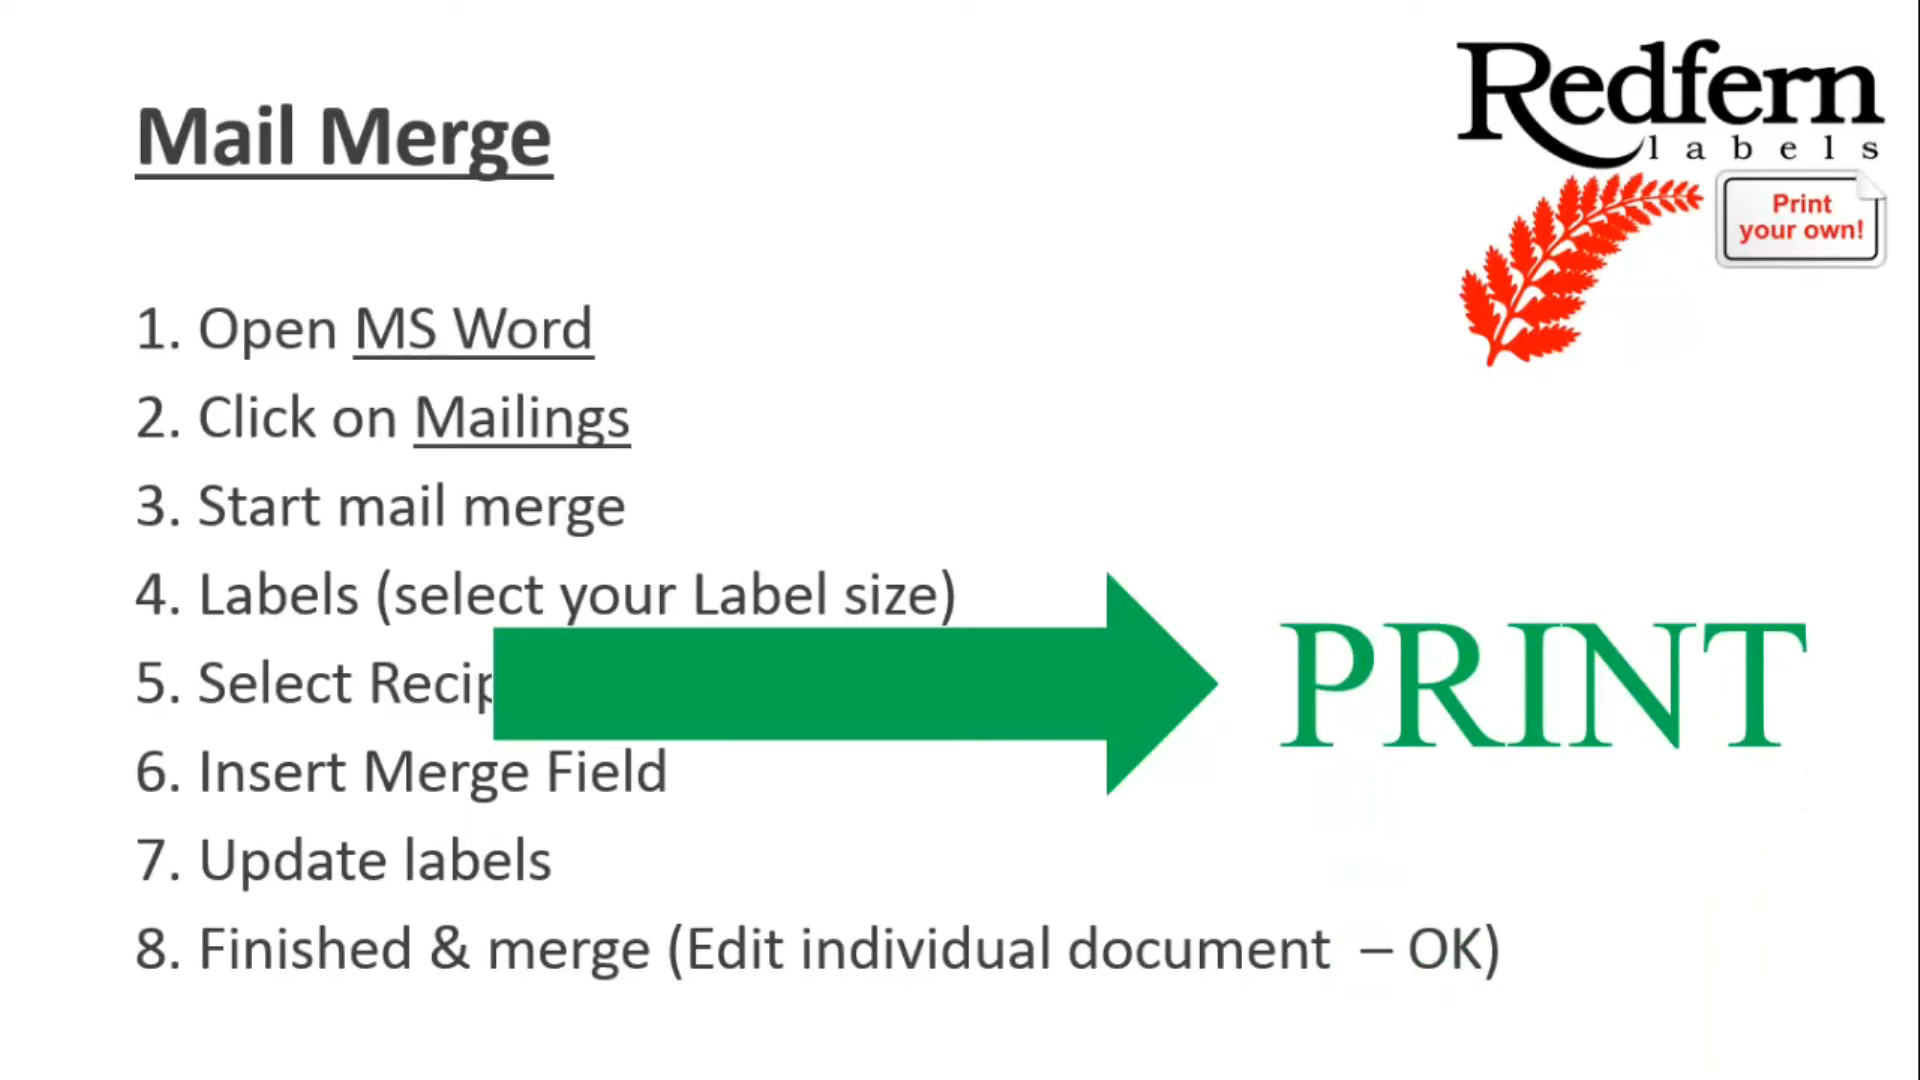 Redfern
labels
Print
your own!
Mail Merge
1. Open MS Word
2. Click on Mailings
3. Start mail merge
4. Labels (select your Label size)
5. Select
PRINT
6. Insert Merge Field
7. Update labels
8. Finished & merge (Edit individual document – OK)